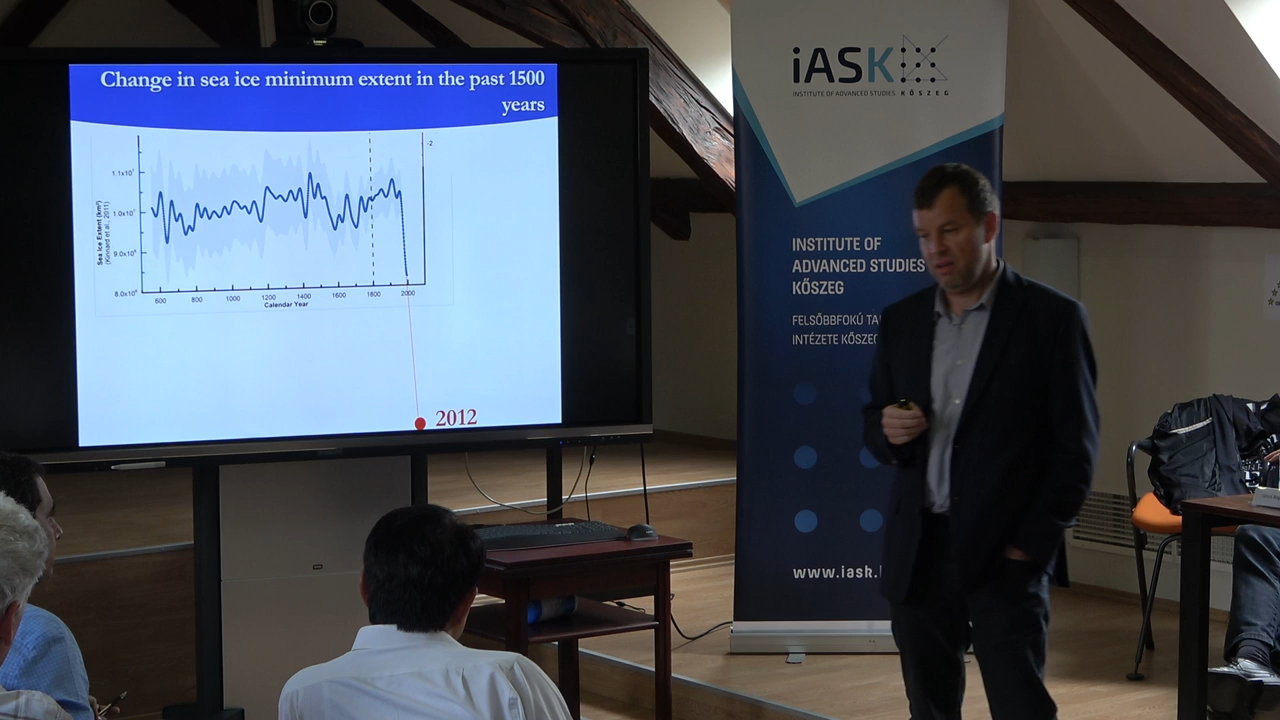 Change in sea ice minimum extent in the past 1500
years
-2
1.1x10⁷
1.0x10⁷
9.0x10⁶
8.0x10⁶
Sea Ice Extent (km²)
(Kinnard et al., 2011)
600 800 1000 1200 1400 1600 1800 2000
Calendar Year
2012
iASK
INSTITUTE OF ADVANCED STUDIES KŐSZEG
INSTITUTE OF
ADVANCED STUDIES
KŐSZEG
FELSŐBBFOKÚ
INTÉZETE KŐSZEG
www.iask.